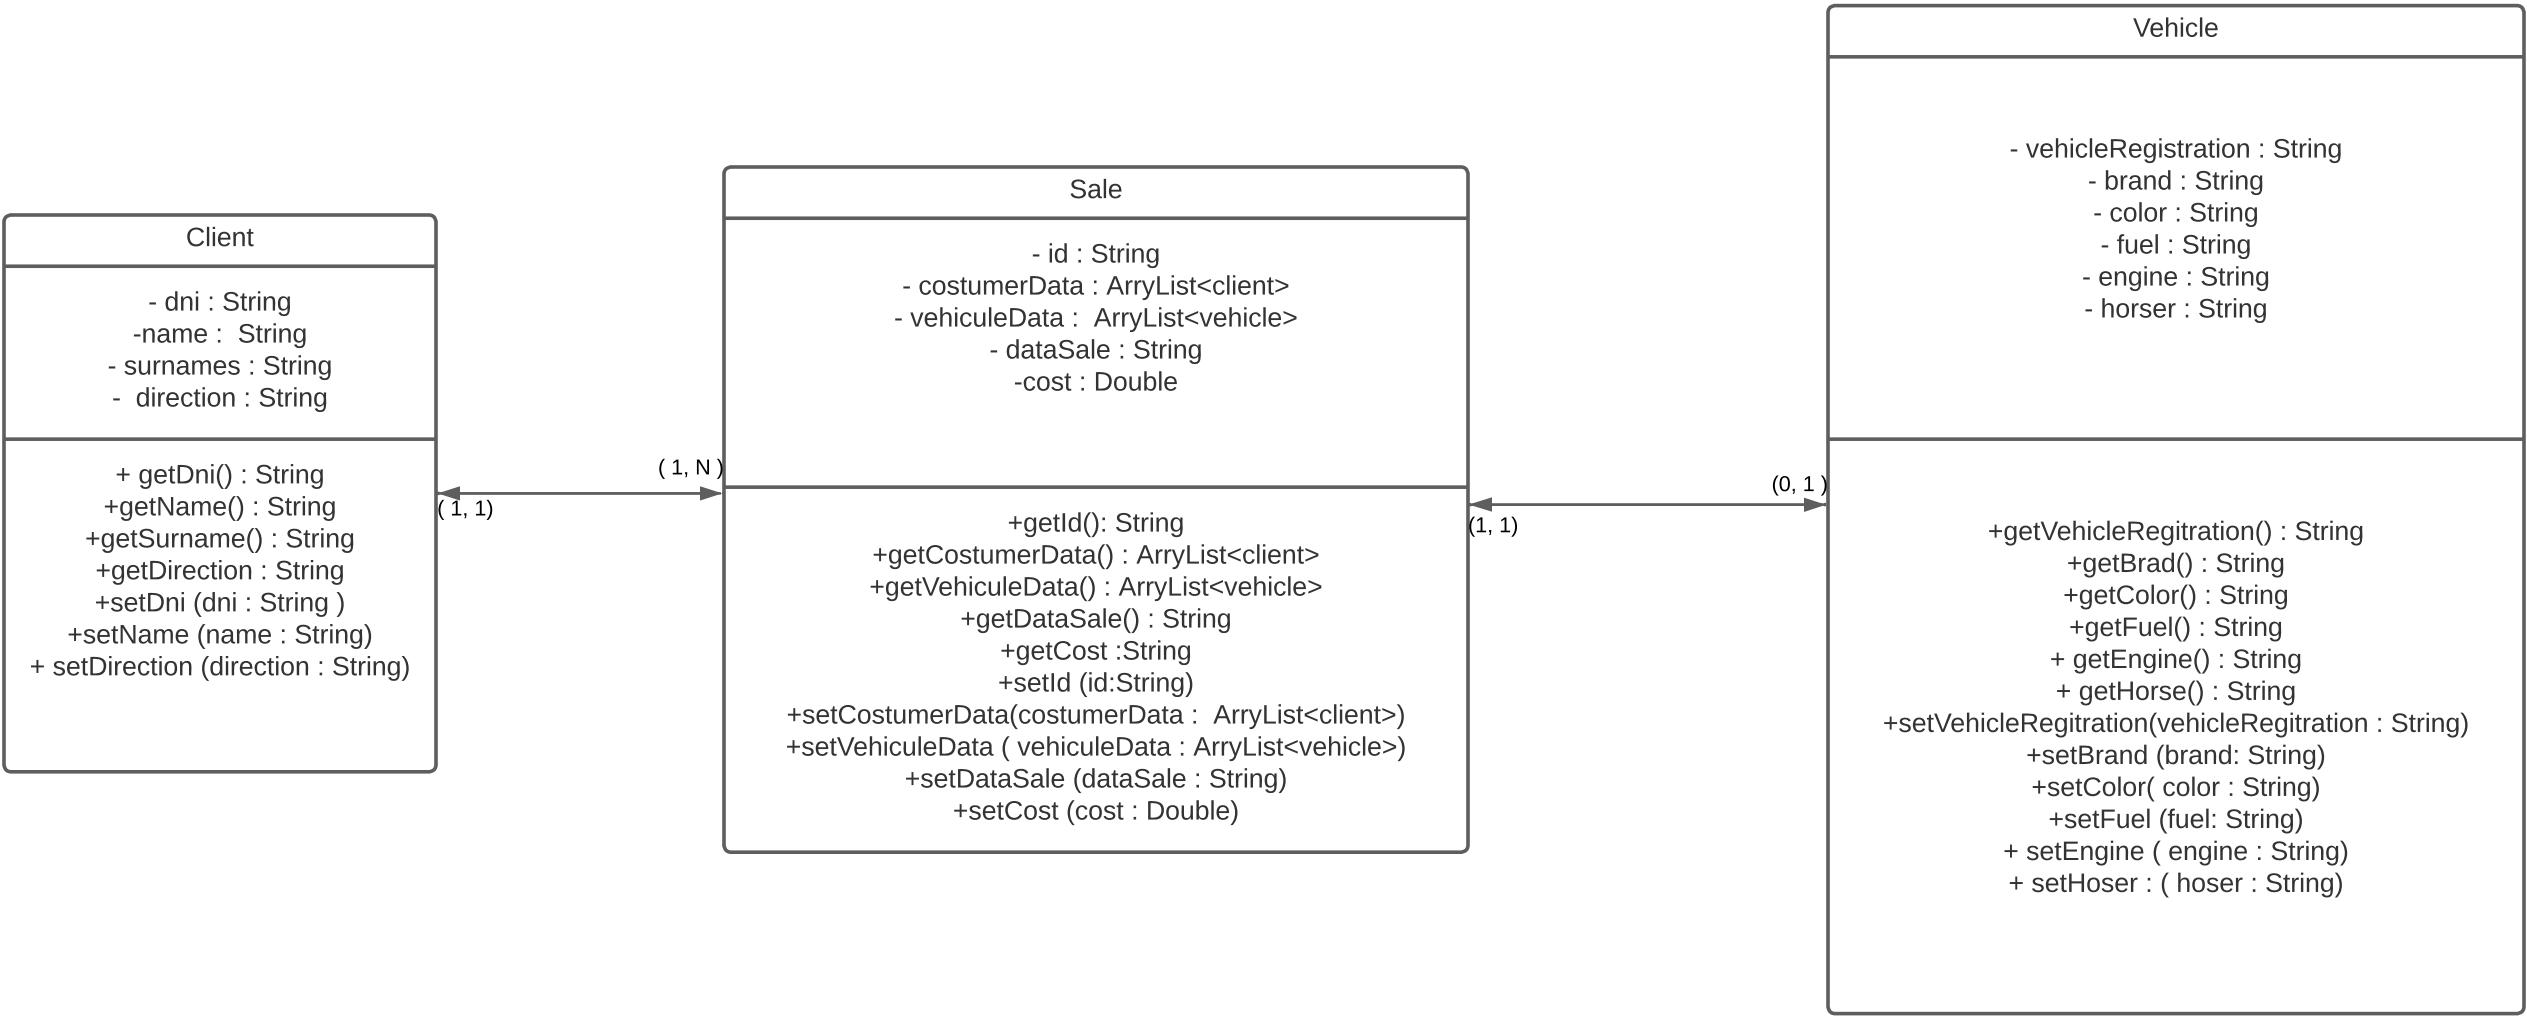 Client
- dni : String
-name :  String
- surnames : String
-  direction : String
+ getDni() : String
+getName() : String
+getSurname() : String
+getDirection : String
+setDni (dni : String )
+setName (name : String)
+ setDirection (direction : String)
( 1, N )
( 1, 1)
Sale
- id : String
- costumerData : ArryList<client>
- vehiculeData :  ArryList<vehicle>
- dataSale : String
-cost : Double
+getId(): String
+getCostumerData() : ArryList<client>
+getVehiculeData() : ArryList<vehicle>
+getDataSale() : String
+getCost :String
+setId (id:String)
+setCostumerData(costumerData :  ArryList<client>)
+setVehiculeData ( vehiculeData : ArryList<vehicle>)
+setDataSale (dataSale : String)
+setCost (cost : Double)
(0, 1 )
(1, 1)
Vehicle
- vehicleRegistration : String
- brand : String
- color : String
- fuel : String
- engine : String
- horser : String
+getVehicleRegitration() : String
+getBrad() : String
+getColor() : String
+getFuel() : String
+ getEngine() : String
+ getHorse() : String
+setVehicleRegitration(vehicleRegitration : String)
+setBrand (brand: String)
+setColor( color : String)
+setFuel (fuel: String)
+ setEngine ( engine : String)
+ setHoser : ( hoser : String)